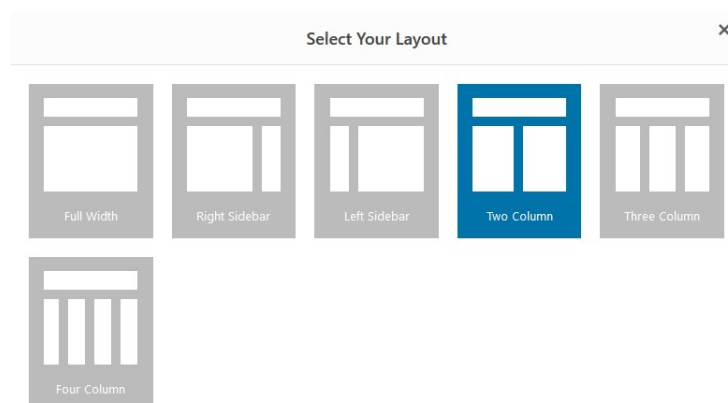 Select Your Layout
×
Full Width
Right Sidebar
Left Sidebar
Two Column
Three Column
Four Column